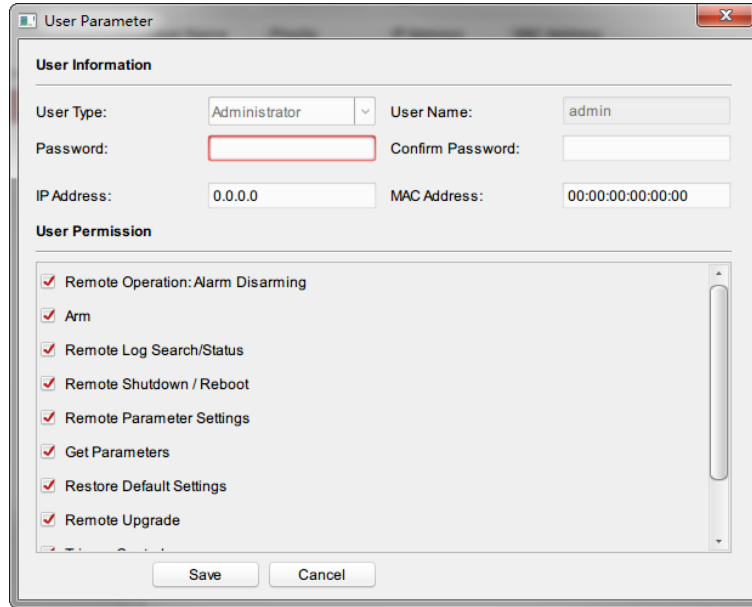 User Parameter
User Information
User Type: Administrator User Name: admin
Password: Confirm Password:
IP Address: 0.0.0.0 MAC Address: 00:00:00:00:00:00
User Permission
Remote Operation: Alarm Disarming
Arm
Remote Log Search/Status
Remote Shutdown / Reboot
Remote Parameter Settings
Get Parameters
Restore Default Settings
Remote Upgrade
Save Cancel